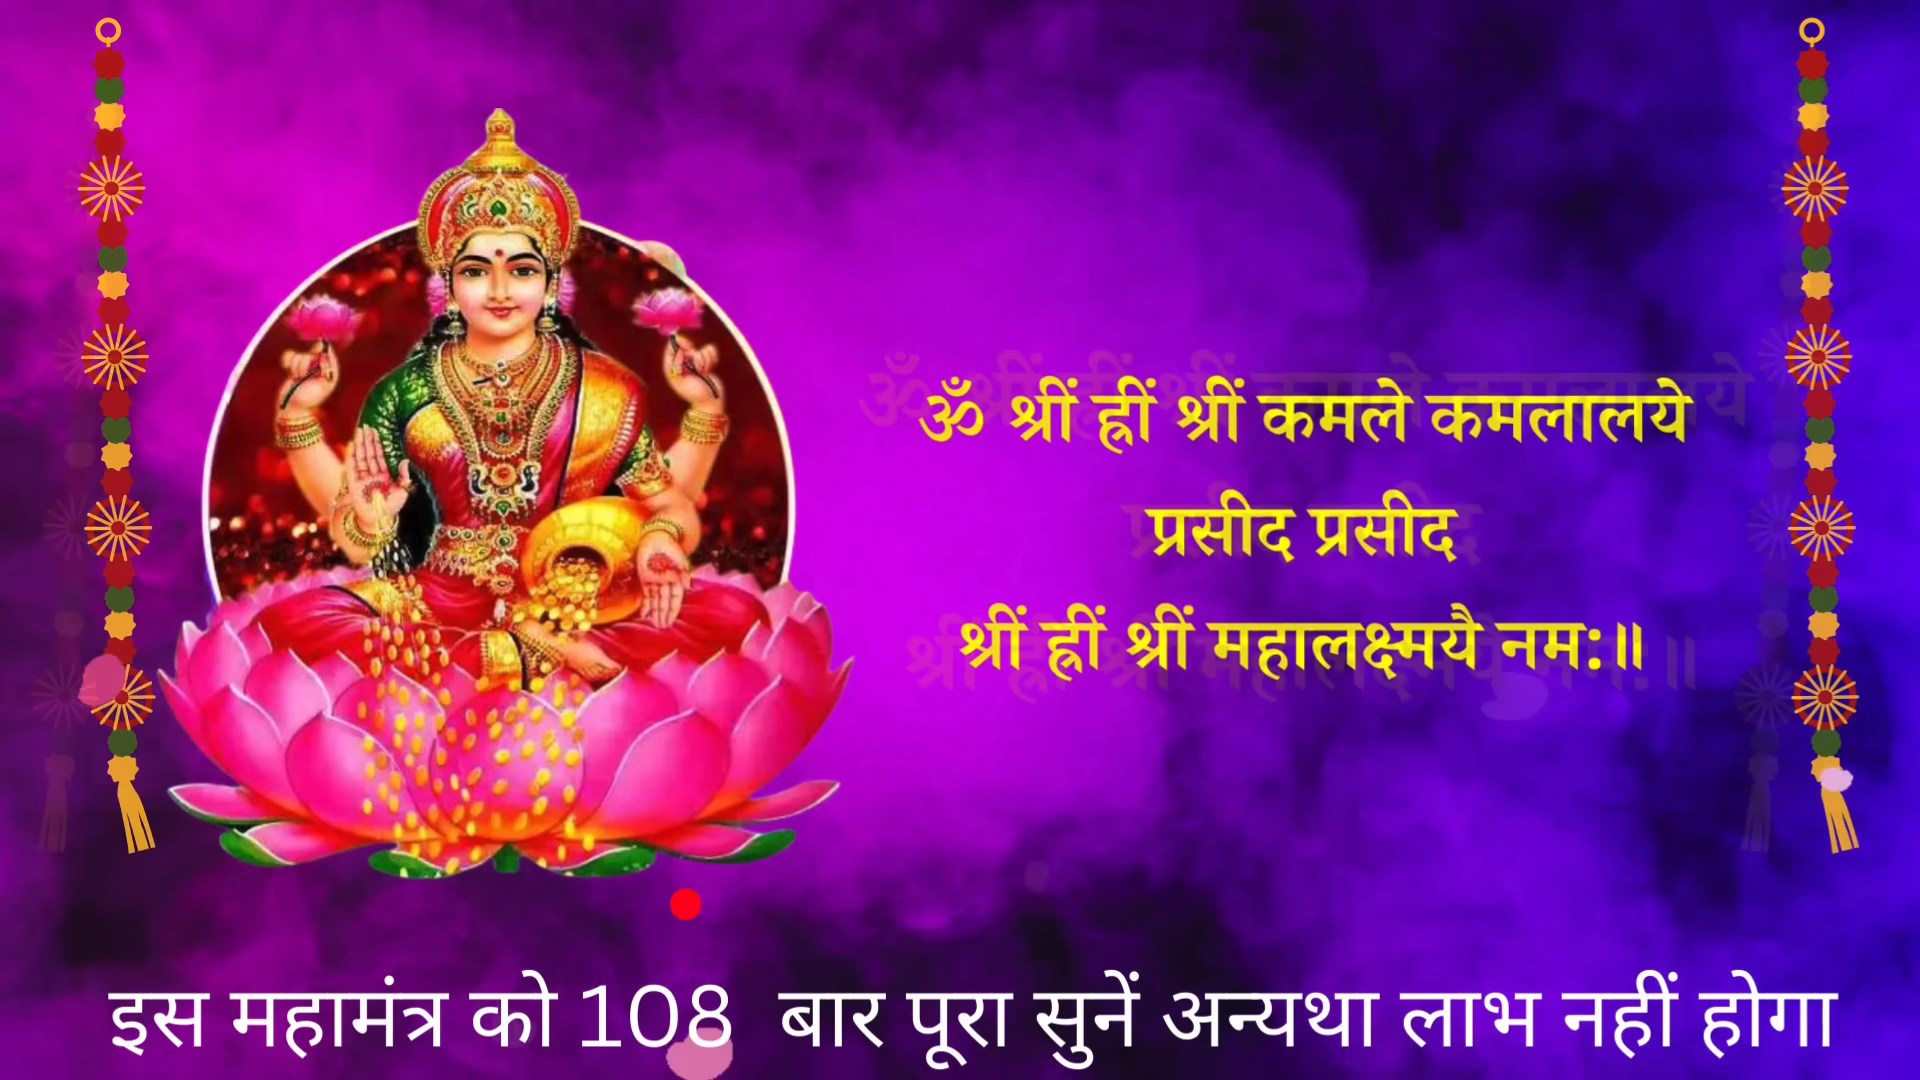 ॐ श्रीं ह्रीं श्रीं कमले कमलालये
प्रसीद प्रसीद
श्रीं ह्रीं श्रीं महालक्ष्मयै नमः॥
इस महामंत्र को 108 बार पूरा सुनें अन्यथा लाभ नहीं होगा